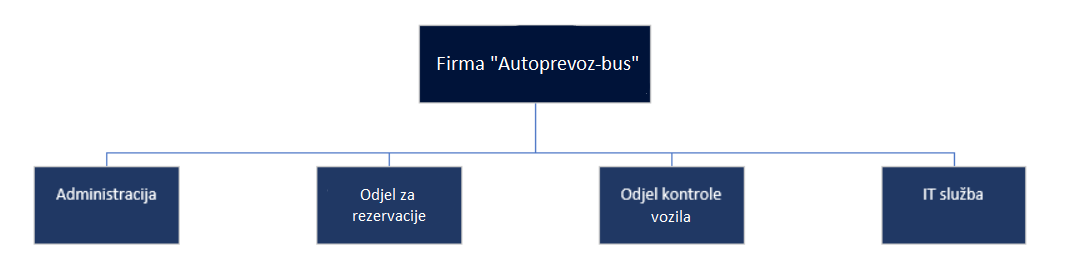 Firma "Autoprevoz-bus"
Administracija
Odjel za
rezervacije
Odjel kontrole
vozila
IT služba